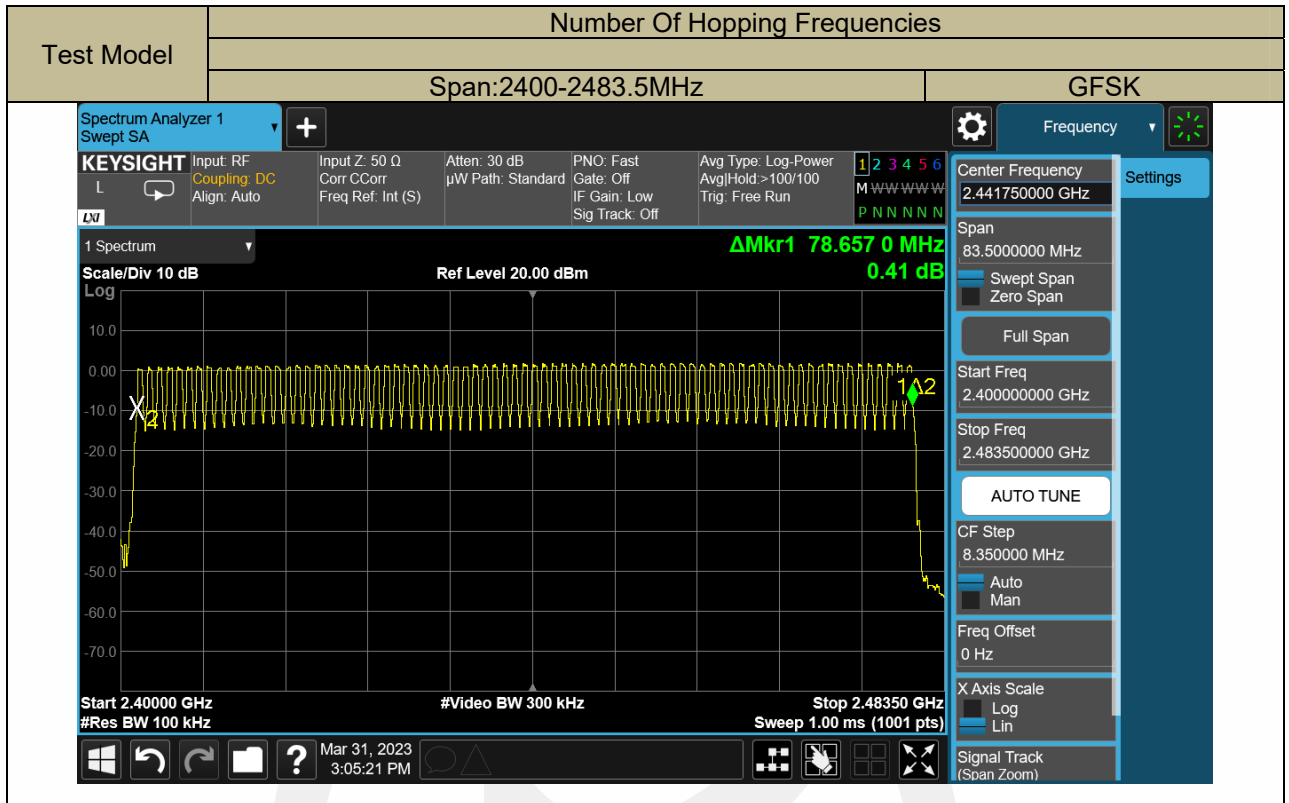 Test Model
Number Of Hopping Frequencies
Span:2400-2483.5MHz
GFSK
Spectrum Analyzer 1
Swept SA
+
Frequency
KEYSIGHT
L
LXI
Input: RF
Coupling: DC
Align: Auto
Input Z: 50 Ω
Corr CCorr
Freq Ref: Int (S)
Atten: 30 dB
µW Path: Standard
PNO: Fast
Gate: Off
IF Gain: Low
Sig Track: Off
Avg Type: Log-Power
Avg|Hold:>100/100
Trig: Free Run
1 2 3 4 5 6
M W W W W W
P N N N N N
1 Spectrum
ΔMkr1 78.657 0 MHz
0.41 dB
Scale/Div 10 dB
Ref Level 20.00 dBm
Log
10.0
0.00
-10.0
-20.0
-30.0
-40.0
-50.0
-60.0
-70.0
X2
1Δ2
Start 2.40000 GHz
#Video BW 300 kHz
Stop 2.48350 GHz
#Res BW 100 kHz
Sweep 1.00 ms (1001 pts)
?
Mar 31, 2023
3:05:21 PM
Center Frequency
2.441750000 GHz
Settings
Span
83.5000000 MHz
Swept Span
Zero Span
Full Span
Start Freq
2.400000000 GHz
Stop Freq
2.483500000 GHz
AUTO TUNE
CF Step
8.350000 MHz
Auto
Man
Freq Offset
0 Hz
X Axis Scale
Log
Lin
Signal Track
(Span Zoom)